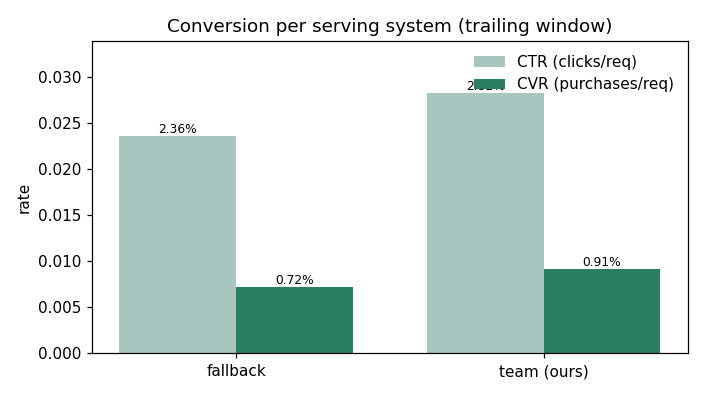 Conversion per serving system (trailing window)
CTR (clicks/req)
CVR (purchases/req)
0.030
0.025
0.020
0.015
0.010
0.005
0.000
rate
2.36%
0.72%
0.91%
fallback
team (ours)